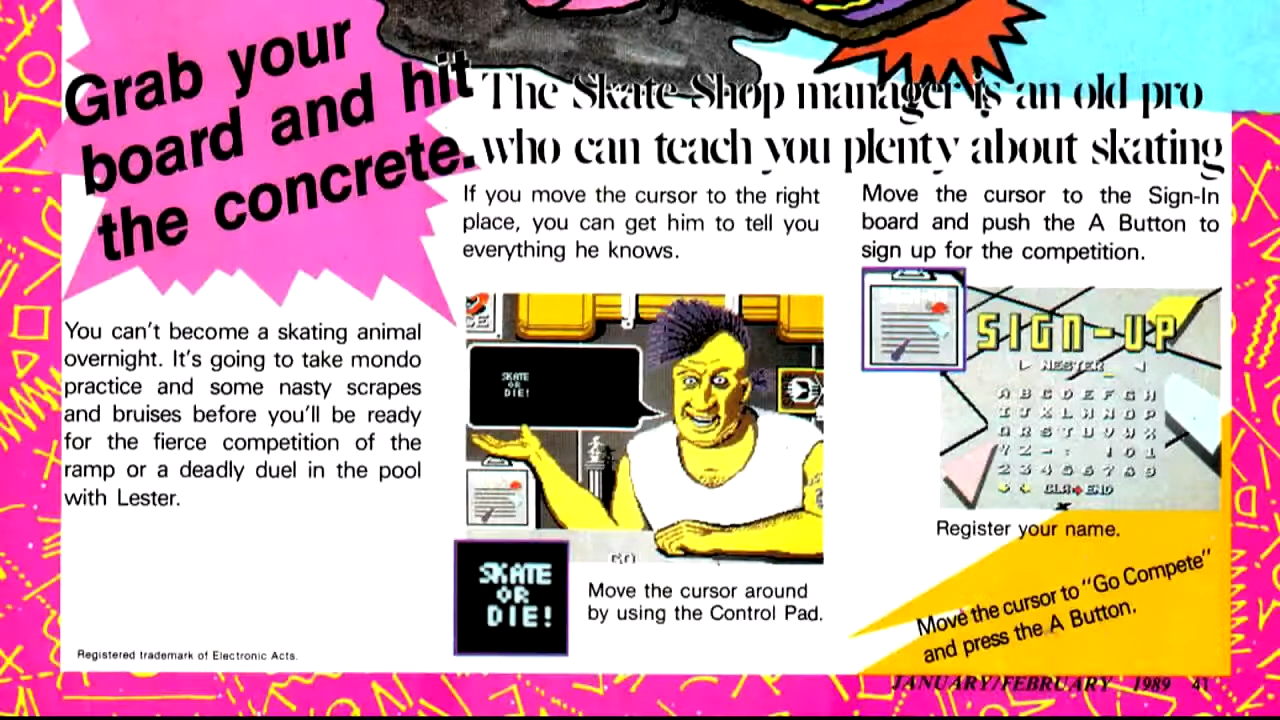 Grab your
board and hit
the concrete.
The Skate Shop manager is an old pro
who can teach you plenty about skating
If you move the cursor to the right
place, you can get him to tell you
everything he knows.
Move the cursor to the Sign-In
board and push the A Button to
sign up for the competition.
You can't become a skating animal
overnight. It's going to take mondo
practice and some nasty scrapes
and bruises before you'll be ready
for the fierce competition of the
ramp or a deadly duel in the pool
with Lester.
SKATE
OR
DIE!
SIGN-UP
NESTER_
A B C D E F G H
I J K L M N O P
Q R S T U V W X
Y Z - : ! 0 1
2 3 4 5 6 7 8 9
CLR END
Register your name.
SKATE
OR
DIE!
Move the cursor around
by using the Control Pad.
Move the cursor to "Go Compete"
and press the A Button.
Registered trademark of Electronic Acts.
JANUARY/FEBRUARY 1989 41